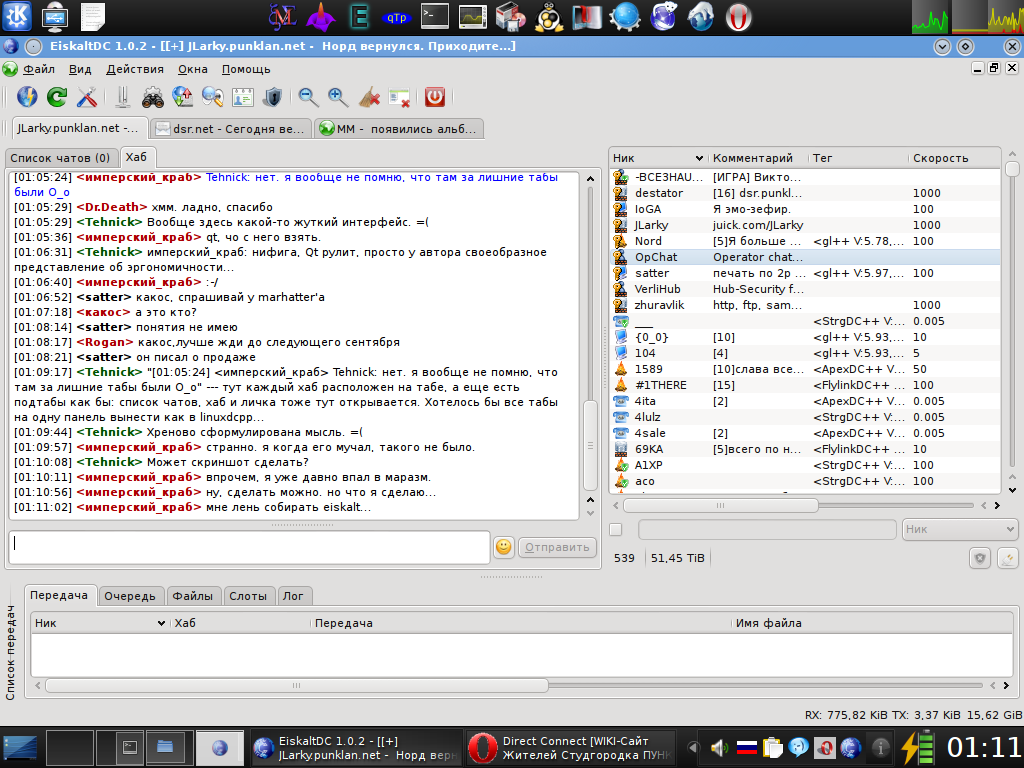 qTp
EiskaltDC 1.0.2 - [[+] JLarky.punklan.net - Норд вернулся. Приходите...]
Файл Вид Действия Окна Помощь
JLarky.punklan.net -... dsr.net - Сегодня ве... ММ - появились альб...
Список чатов (0) Хаб
[01:05:24] <имперский_краб> Tehnick: нет. я вообще не помню, что там за лишние табы
были O_o
[01:05:29] <Dr.Death> хмм. ладно, спасибо
[01:05:29] <Tehnick> Вообще здесь какой-то жуткий интерфейс. =(
[01:05:36] <имперский_краб> qt, чо с него взять.
[01:06:31] <Tehnick> имперский_краб: нифига, Qt рулит, просто у автора своеобразное
представление об эргономичности...
[01:06:40] <имперский_краб> :-/
[01:06:52] <satter> какос, спрашивай у marhatter'а
[01:07:18] <какос> а это кто?
[01:08:14] <satter> понятия не имею
[01:08:17] <Rogan> какос,лучше жди до следующего сентября
[01:08:21] <satter> он писал о продаже
[01:09:17] <Tehnick> "[01:05:24] <имперский_краб> Tehnick: нет. я вообще не помню, что
там за лишние табы были O_o" --- тут каждый хаб расположен на табе, а еще есть
подтабы как бы: список чатов, хаб и личка тоже тут открывается. Хотелось бы все табы
на одну панель вынести как в linuxdcpp...
[01:09:44] <Tehnick> Хреново сформулирована мысль. =(
[01:09:57] <имперский_краб> странно. я когда его мучал, такого не было.
[01:10:08] <Tehnick> Может скриншот сделать?
[01:10:11] <имперский_краб> впрочем, я уже давно впал в маразм.
[01:10:56] <имперский_краб> ну, сделать можно. но что я сделаю...
[01:11:02] <имперский_краб> мне лень собирать eiskalt...
Отправить
Ник Комментарий Тег Скорость
-ВСЕЗНАЮ... [ИГРА] Викто...
destator [16] dsr.punkl... 1000
IoGA Я эмо-зефир. 100
JLarky juick.com/JLarky 1000
Nord [5]Я больше ... <gl++ V:5.78,... 100
OpChat Operator chat...
satter печать по 2р ... <gl++ V:5.97,... 100
VerliHub Hub-Security f...
zhuravlik http, ftp, sam... 1000
___ <StrgDC++ V:... 0.005
{0_0} [10] <gl++ V:5.93,... 10
104 [4] <gl++ V:5.93,... 5
1589 [10]слава все... <ApexDC++ V... 50
#1THERE [15] <FlylinkDC++ ... 100
4ita [2] <ApexDC++ V... 0.005
4lulz <StrgDC++ V:... 0.005
4sale [2] <ApexDC++ V... 0.005
69KA [5]всего по н... <FlylinkDC++ ... 10
A1XP <StrgDC++ V:... 100
aco <StrgDC++ V:... 100
Ник
539 51,45 TiB
Список передач
Передача Очередь Файлы Слоты Лог
Ник Хаб Передача Имя файла
RX: 775,82 KiB TX: 3,37 KiB 15,62 GiB
EiskaltDC 1.0.2 - [[+]
JLarky.punklan.net - Норд верн
Direct Connect [WIKI-Сайт
Жителей Студгородка ПУНК
01:11